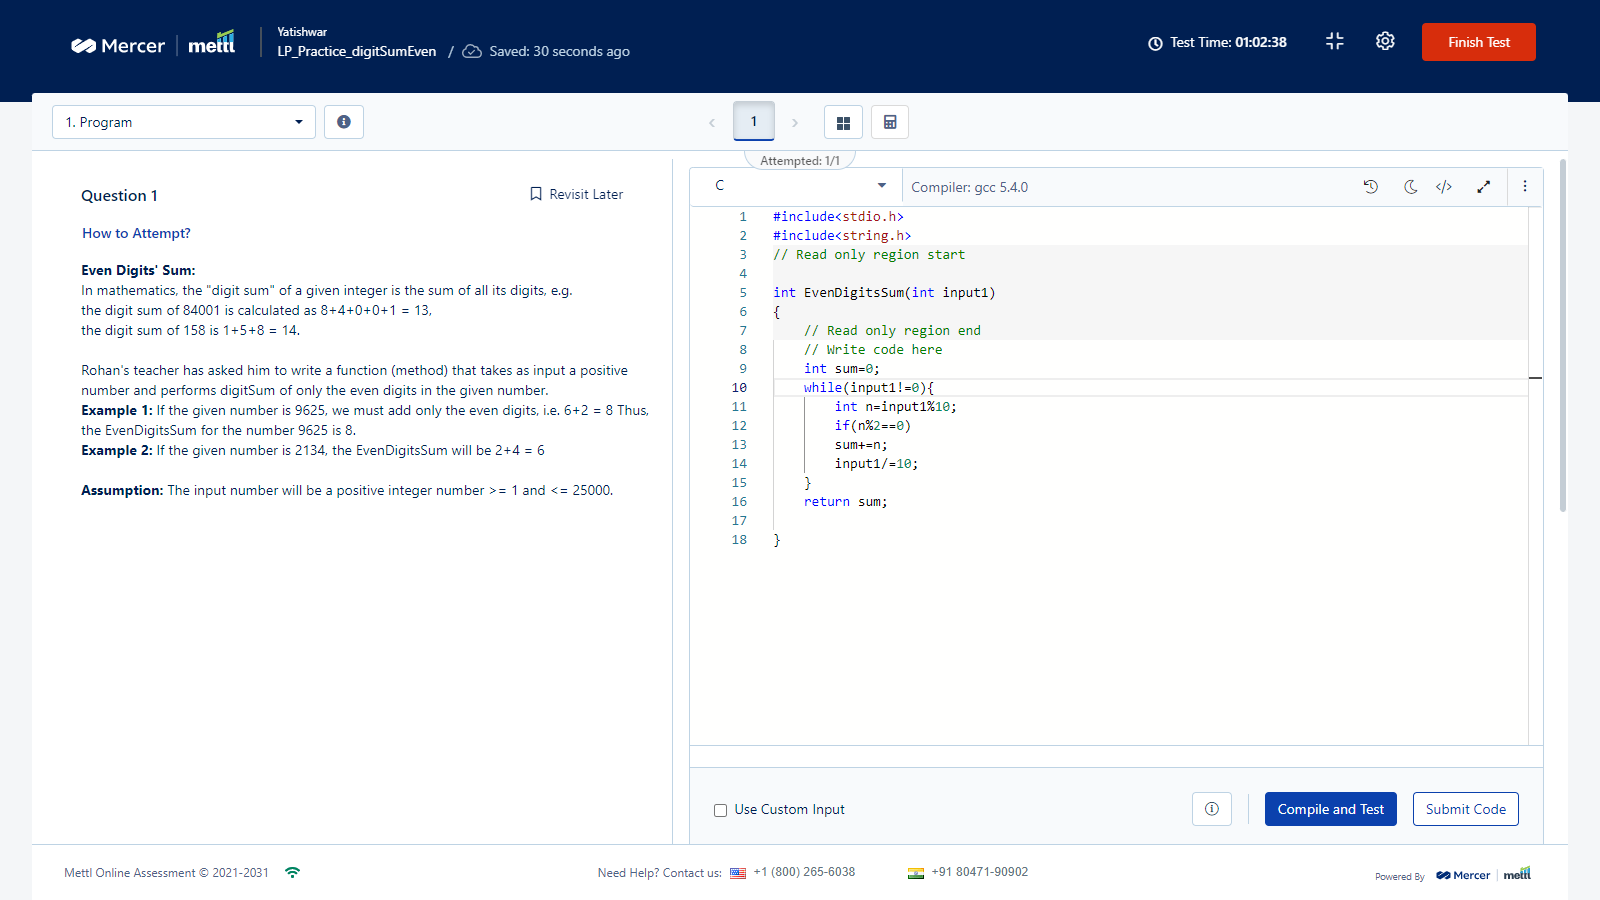 Mercer mettl
Yatishwar
LP_Practice_digitSumEven / Saved: 30 seconds ago
Test Time: 01:02:38
Finish Test
1. Program
1
Attempted: 1/1
Question 1
Revisit Later
How to Attempt?
Even Digits' Sum:
In mathematics, the "digit sum" of a given integer is the sum of all its digits, e.g.
the digit sum of 84001 is calculated as 8+4+0+0+1 = 13,
the digit sum of 158 is 1+5+8 = 14.
Rohan's teacher has asked him to write a function (method) that takes as input a positive
number and performs digitSum of only the even digits in the given number.
Example 1: If the given number is 9625, we must add only the even digits, i.e. 6+2 = 8 Thus,
the EvenDigitsSum for the number 9625 is 8.
Example 2: If the given number is 2134, the EvenDigitsSum will be 2+4 = 6
Assumption: The input number will be a positive integer number >= 1 and <= 25000.
C
Compiler: gcc 5.4.0
1 #include<stdio.h>
2 #include<string.h>
3 // Read only region start
4
5 int EvenDigitsSum(int input1)
6 {
7 // Read only region end
8 // Write code here
9 int sum=0;
10 while(input1!=0){
11 int n=input1%10;
12 if(n%2==0)
13 sum+=n;
14 input1/=10;
15 }
16 return sum;
17
18 }
Use Custom Input
Compile and Test
Submit Code
Mettl Online Assessment © 2021-2031
Need Help? Contact us: +1 (800) 265-6038
+91 80471-90902
Powered By Mercer mettl